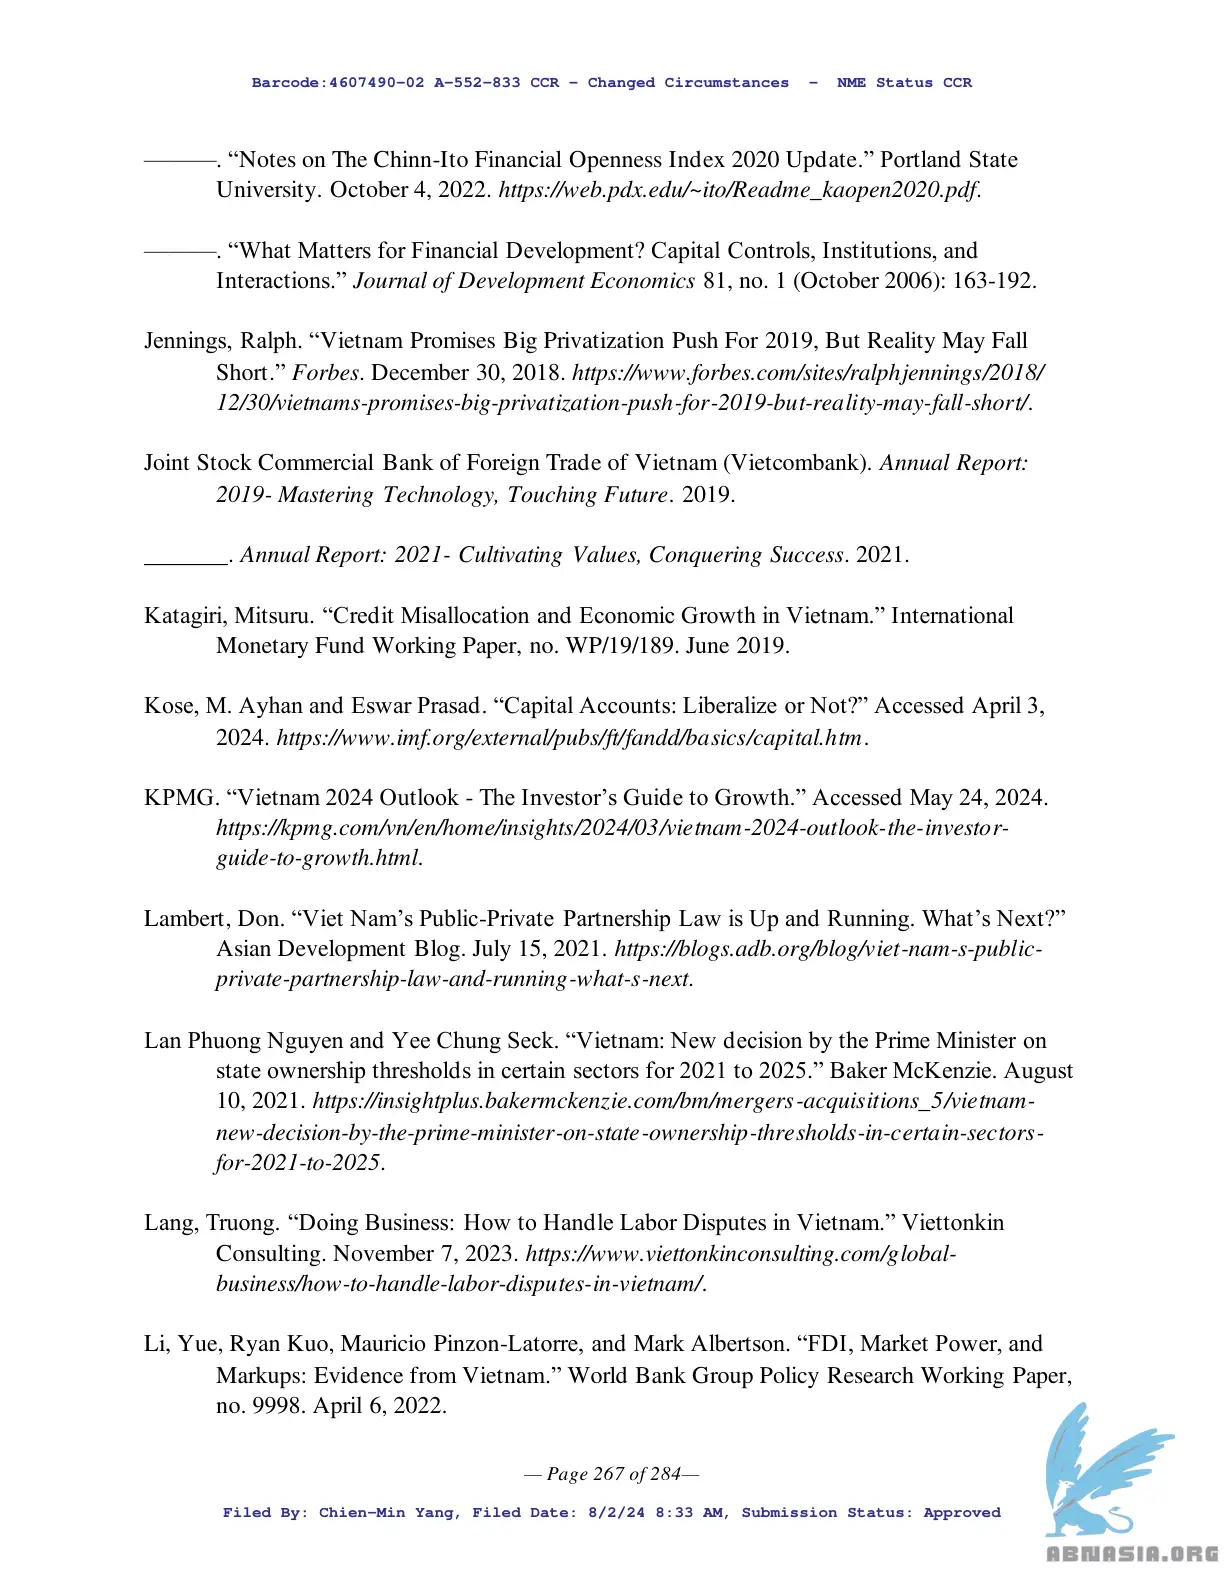 Barcode:4607490-02 A-552-833 CCR - Changed Circumstances - NME Status CCR
———. “Notes on The Chinn-Ito Financial Openness Index 2020 Update.” Portland State
University. October 4, 2022. https://web.pdx.edu/~ito/Readme_kaopen2020.pdf.
———. “What Matters for Financial Development? Capital Controls, Institutions, and
Interactions.” Journal of Development Economics 81, no. 1 (October 2006): 163-192.
Jennings, Ralph. “Vietnam Promises Big Privatization Push For 2019, But Reality May Fall
Short.” Forbes. December 30, 2018. https://www.forbes.com/sites/ralphjennings/2018/
12/30/vietnams-promises-big-privatization-push-for-2019-but-reality-may-fall-short/.
Joint Stock Commercial Bank of Foreign Trade of Vietnam (Vietcombank). Annual Report:
2019- Mastering Technology, Touching Future. 2019.
_______. Annual Report: 2021- Cultivating Values, Conquering Success. 2021.
Katagiri, Mitsuru. “Credit Misallocation and Economic Growth in Vietnam.” International
Monetary Fund Working Paper, no. WP/19/189. June 2019.
Kose, M. Ayhan and Eswar Prasad. “Capital Accounts: Liberalize or Not?” Accessed April 3,
2024. https://www.imf.org/external/pubs/ft/fandd/basics/capital.htm.
KPMG. “Vietnam 2024 Outlook - The Investor’s Guide to Growth.” Accessed May 24, 2024.
https://kpmg.com/vn/en/home/insights/2024/03/vietnam-2024-outlook-the-investor-
guide-to-growth.html.
Lambert, Don. “Viet Nam’s Public-Private Partnership Law is Up and Running. What’s Next?”
Asian Development Blog. July 15, 2021. https://blogs.adb.org/blog/viet-nam-s-public-
private-partnership-law-and-running-what-s-next.
Lan Phuong Nguyen and Yee Chung Seck. “Vietnam: New decision by the Prime Minister on
state ownership thresholds in certain sectors for 2021 to 2025.” Baker McKenzie. August
10, 2021. https://insightplus.bakermckenzie.com/bm/mergers-acquisitions_5/vietnam-
new-decision-by-the-prime-minister-on-state-ownership-thresholds-in-certain-sectors-
for-2021-to-2025.
Lang, Truong. “Doing Business: How to Handle Labor Disputes in Vietnam.” Viettonkin
Consulting. November 7, 2023. https://www.viettonkinconsulting.com/global-
business/how-to-handle-labor-disputes-in-vietnam/.
Li, Yue, Ryan Kuo, Mauricio Pinzon-Latorre, and Mark Albertson. “FDI, Market Power, and
Markups: Evidence from Vietnam.” World Bank Group Policy Research Working Paper,
no. 9998. April 6, 2022.
— Page 267 of 284—
Filed By: Chien-Min Yang, Filed Date: 8/2/24 8:33 AM, Submission Status: Approved
ABNASIA.ORG